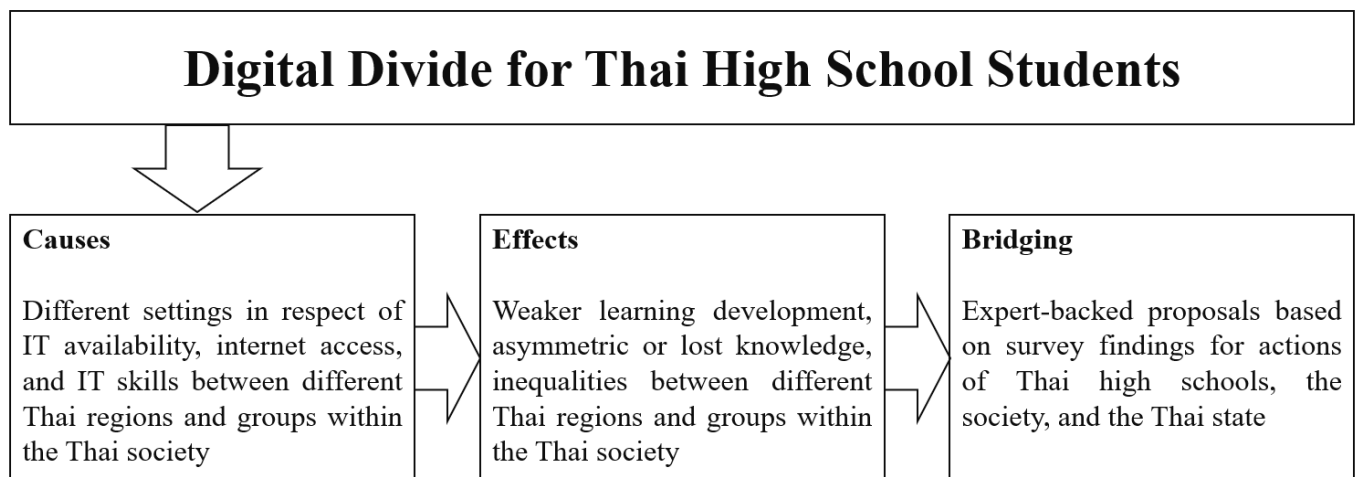 Digital Divide for Thai High School Students
Causes
Different settings in respect of
IT availability, internet access,
and IT skills between different
Thai regions and groups within
the Thai society
Effects
Weaker learning development,
asymmetric or lost knowledge,
inequalities between different
Thai regions and groups within
the Thai society
Bridging
Expert-backed proposals based
on survey findings for actions
of Thai high schools, the
society, and the Thai state